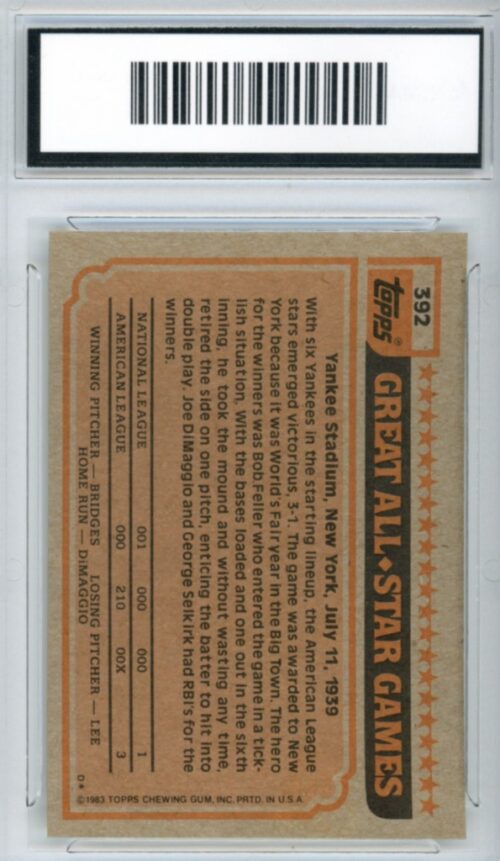 392
topps®
GREAT ALL◆STAR GAMES
Yankee Stadium, New York, July 11, 1939
With six Yankees in the starting lineup, the American League
stars emerged victorious, 3-1. The game was awarded to New
York because it was World's Fair year in the Big Town. The hero
for the winners was Bob Feller who entered the game in a tick-
lish situation. With the bases loaded and one out in the sixth
inning, he took the mound and without wasting any time,
retired the side on one pitch, enticing the batter to hit into
double play. Joe DiMaggio and George Selkirk had RBI's for the
winners.
NATIONAL LEAGUE 001 000 000 1
AMERICAN LEAGUE 000 210 00X 3
WINNING PITCHER — BRIDGES LOSING PITCHER — LEE
HOME RUN — DiMAGGIO
D* ©1983 TOPPS CHEWING GUM, INC. PRTD. IN U.S.A.